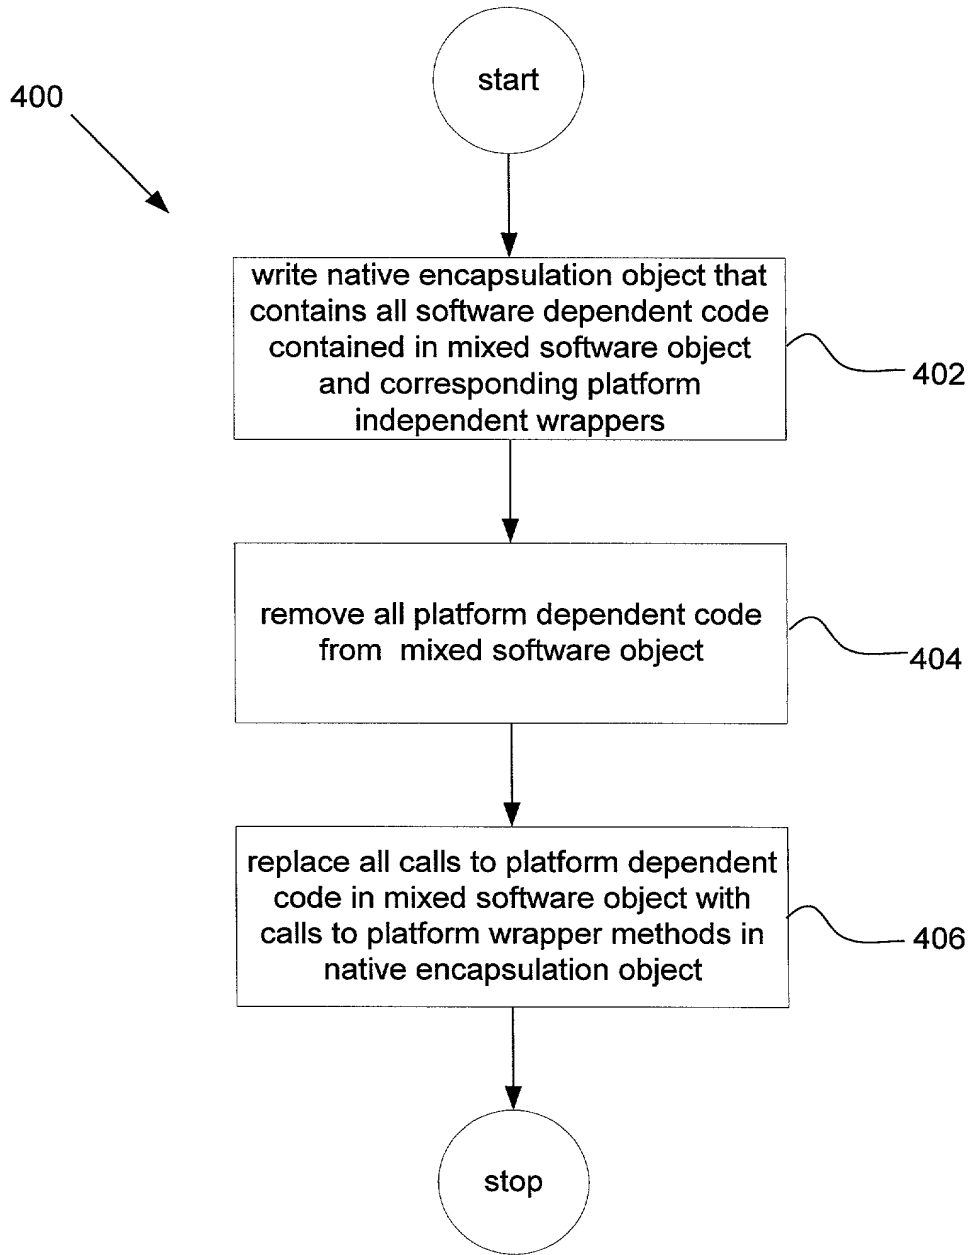 start
400
write native encapsulation object that
contains all software dependent code
contained in mixed software object
and corresponding platform
independent wrappers
402
remove all platform dependent code
from mixed software object
404
replace all calls to platform dependent
code in mixed software object with
calls to platform wrapper methods in
native encapsulation object
406
stop